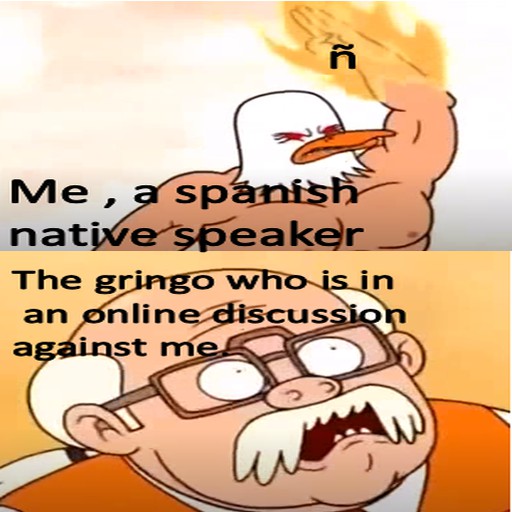 ñ
Me , a spanish
native speaker
The gringo who is in
an online discussion
against me.